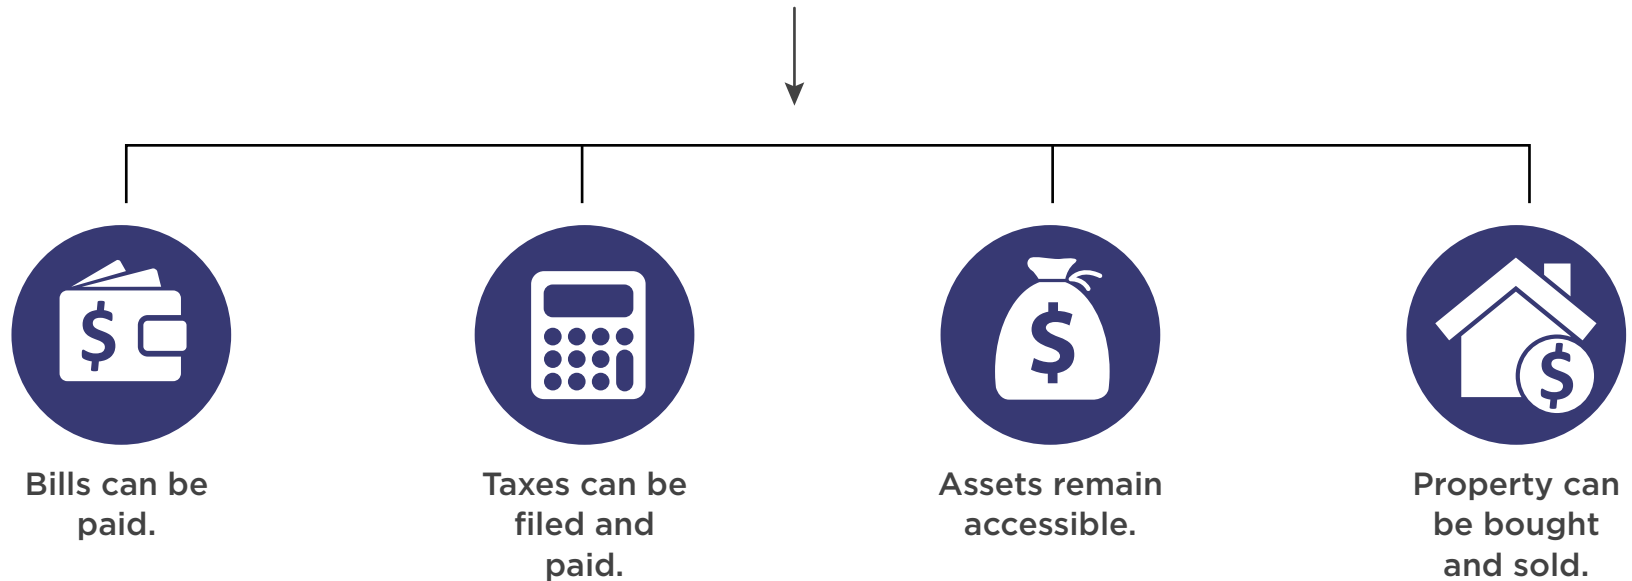 $
$
$
Bills can be
paid.
Taxes can be
filed and
paid.
Assets remain
accessible.
Property can
be bought
and sold.